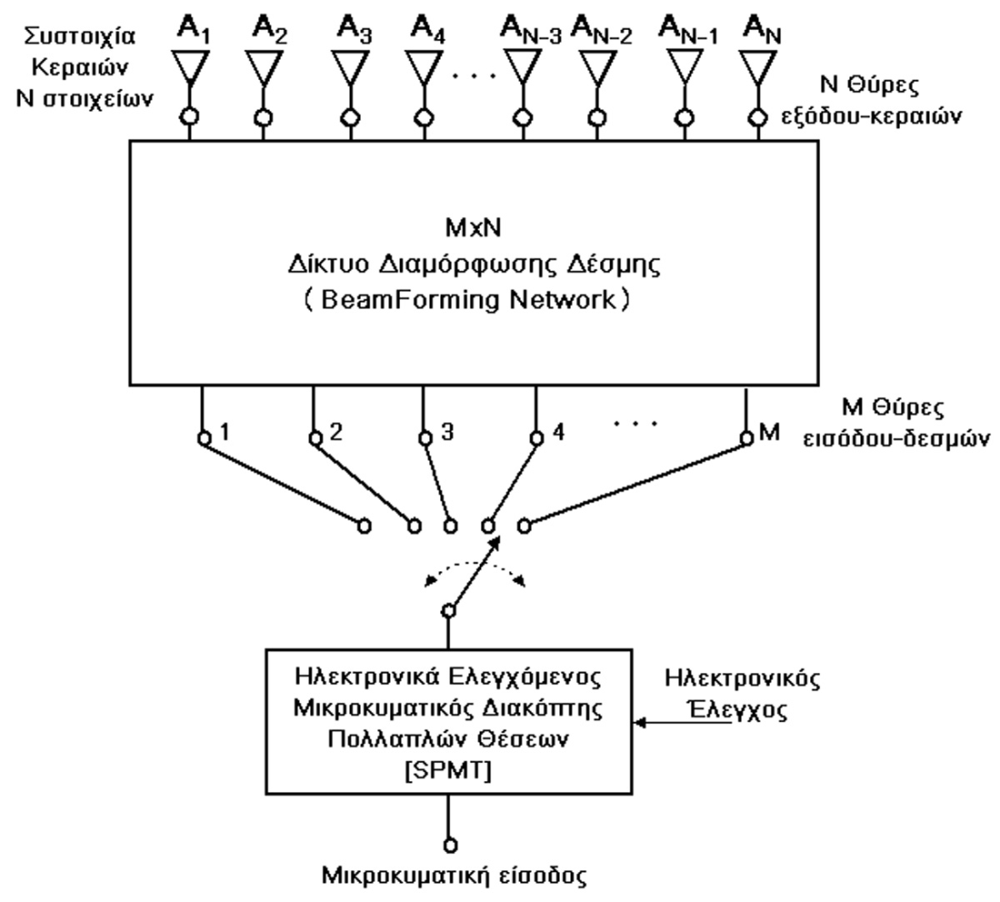 Συστοιχία
Κεραιών
Ν στοιχείων
A1 A2 A3 A4 . . . AN-3 AN-2 AN-1 AN
Ν Θύρες
εξόδου-κεραιών
MxN
Δίκτυο Διαμόρφωσης Δέσμης
( BeamForming Network )
1 2 3 4 . . . M
Μ Θύρες
εισόδου-δεσμών
Ηλεκτρονικά Ελεγχόμενος
Μικροκυματικός Διακόπτης
Πολλαπλών Θέσεων
[SPMT]
Ηλεκτρονικός
Έλεγχος
Μικροκυματική είσοδος